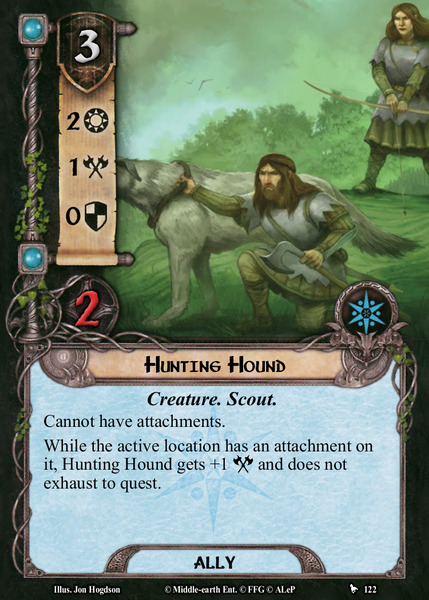 3
2
1
0
2
Hunting Hound
Creature. Scout.
Cannot have attachments.
While the active location has an attachment on
it, Hunting Hound gets +1 and does not
exhaust to quest.
ALLY
Illus. Jon Hogdson © Middle-earth Ent. © FFG © ALeP 122